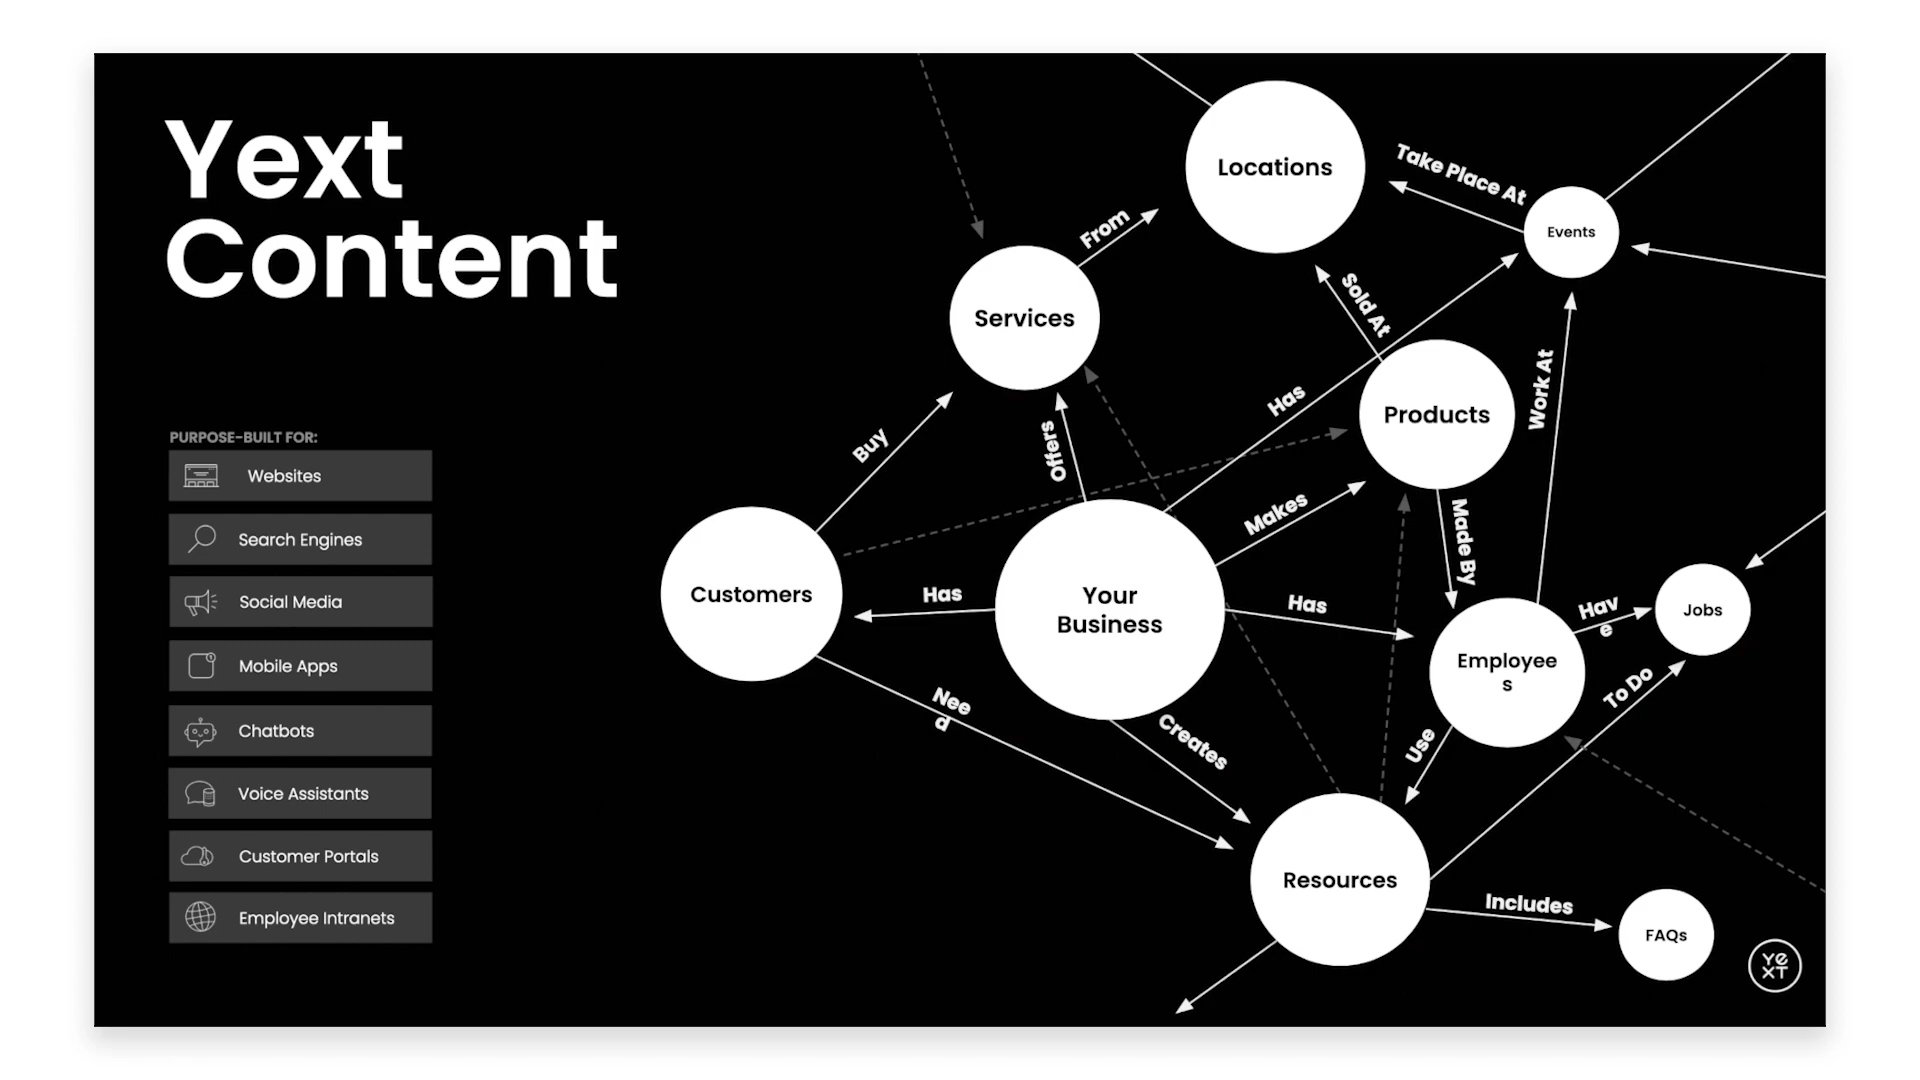 Yext
Content
PURPOSE-BUILT FOR:
Websites
Search Engines
Social Media
Mobile Apps
Chatbots
Voice Assistants
Customer Portals
Employee Intranets
Locations
Take Place At
Events
From
Services
Sold At
Products
Has
Work At
Buy
Offers
Makes
Made By
Customers
Has
Your
Business
Has
Employee
s
Hav
e
Jobs
To Do
Nee
d
Creates
Use
Resources
Includes
FAQs
Ye
XT